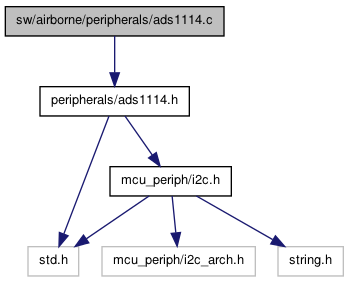 sw/airborne/peripherals/ads1114.c
peripherals/ads1114.h
mcu_periph/i2c.h
std.h
mcu_periph/i2c_arch.h
string.h